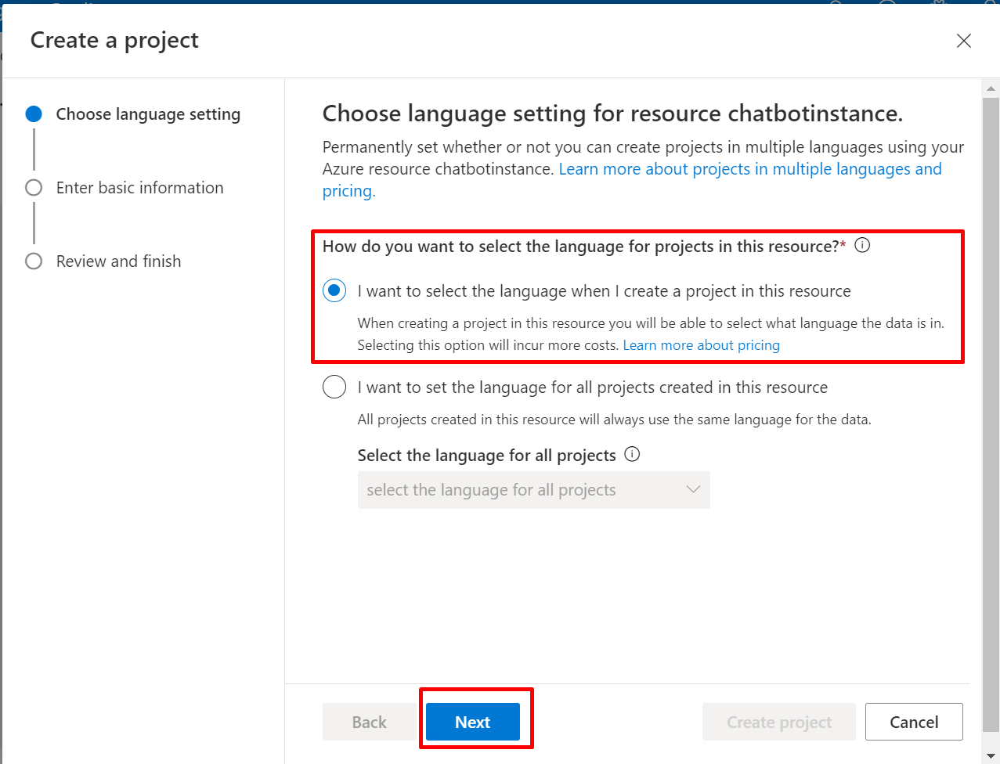 Create a project
Choose language setting
Enter basic information
Review and finish
Choose language setting for resource chatbotinstance.
Permanently set whether or not you can create projects in multiple languages using your
Azure resource chatbotinstance. Learn more about projects in multiple languages and
pricing.
How do you want to select the language for projects in this resource?*
I want to select the language when I create a project in this resource
When creating a project in this resource you will be able to select what language the data is in.
Selecting this option will incur more costs. Learn more about pricing
I want to set the language for all projects created in this resource
All projects created in this resource will always use the same language for the data.
Select the language for all projects
select the language for all projects
Back
Next
Create project
Cancel